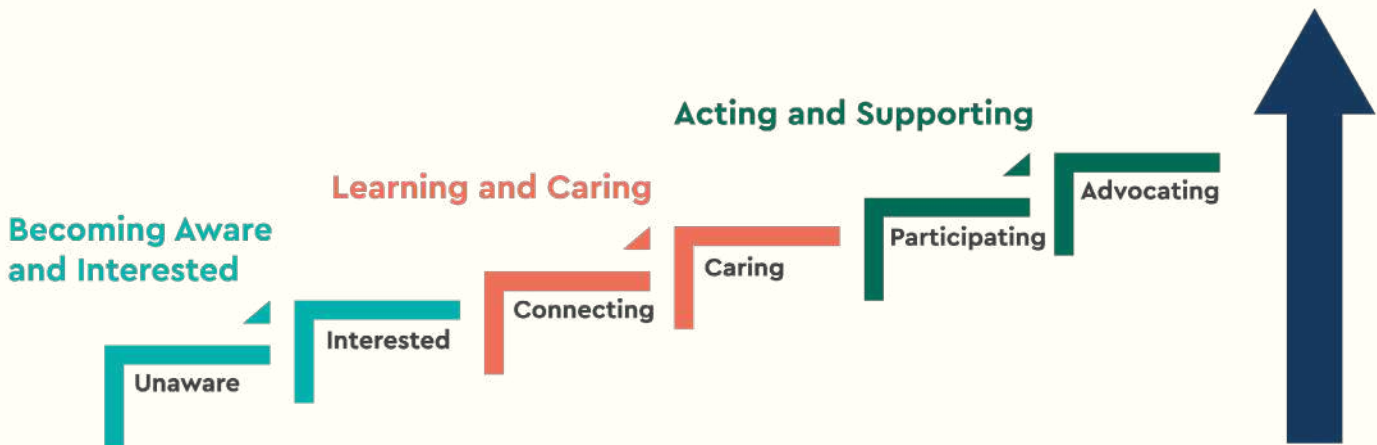 Acting and Supporting
Advocating
Learning and Caring
Participating
Becoming Aware
and Interested
Caring
Connecting
Interested
Unaware